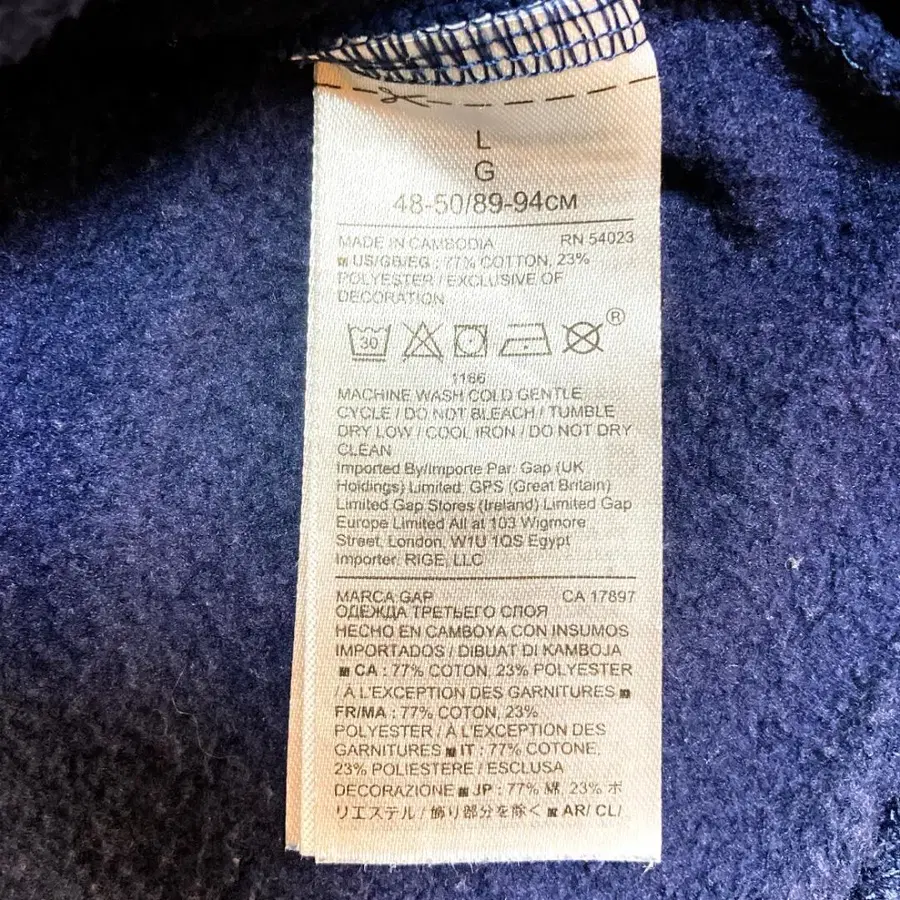 L
G
48-50/89-94CM
MADE IN CAMBODIA RN 54023
US/GB/EG : 77% COTTON, 23%
POLYESTER / EXCLUSIVE OF
DECORATION
30 ®
1186
MACHINE WASH COLD GENTLE
CYCLE / DO NOT BLEACH / TUMBLE
DRY LOW / COOL IRON / DO NOT DRY
CLEAN
Imported By/Importe Par: Gap (UK
Holdings) Limited, GPS (Great Britain)
Limited Gap Stores (Ireland) Limited Gap
Europe Limited All at 103 Wigmore
Street, London, W1U 1QS Egypt
Importer: RIGE, LLC
MARCA GAP CA 17897
ОДЕЖДА ТРЕТЬЕГО СЛОЯ
HECHO EN CAMBOYA CON INSUMOS
IMPORTADOS / DIBUAT DI KAMBOJA
CA : 77% COTON, 23% POLYESTER
/ A L'EXCEPTION DES GARNITURES
FR/MA : 77% COTON, 23%
POLYESTER / A L'EXCEPTION DES
GARNITURES IT : 77% COTONE,
23% POLIESTERE / ESCLUSA
DECORAZIONE JP : 77% 綿, 23% ポ
リエステル / 飾り部分を除く AR/ CL/